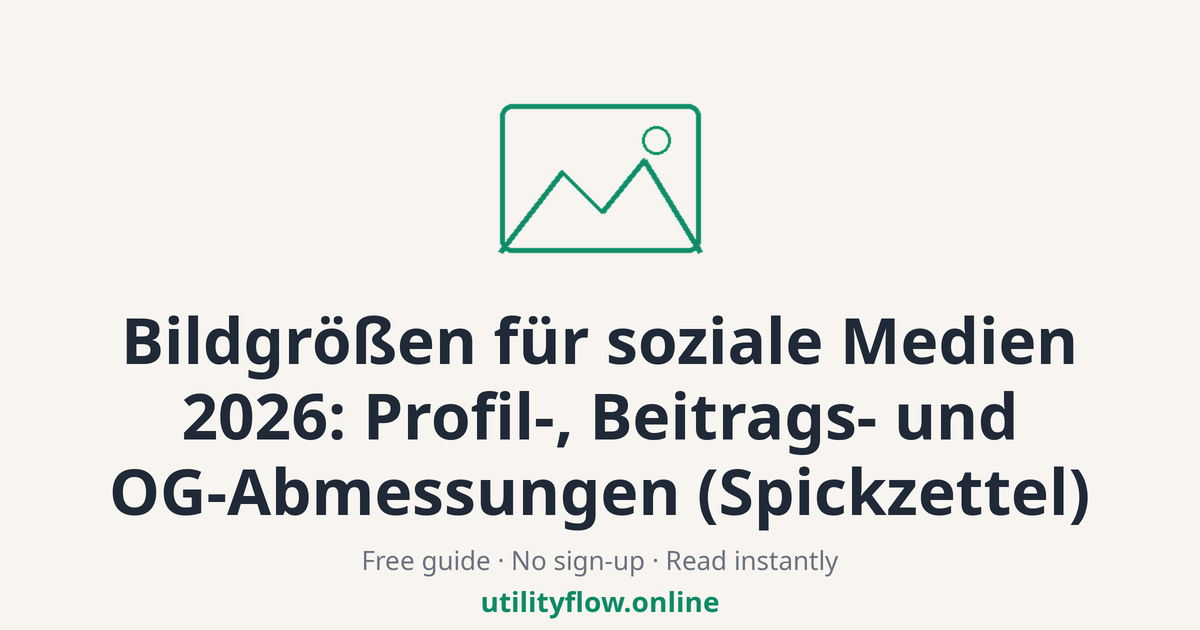 Bildgrößen für soziale Medien
2026: Profil-, Beitrags- und
OG-Abmessungen (Spickzettel)
Free guide · No sign-up · Read instantly
utilityflow.online